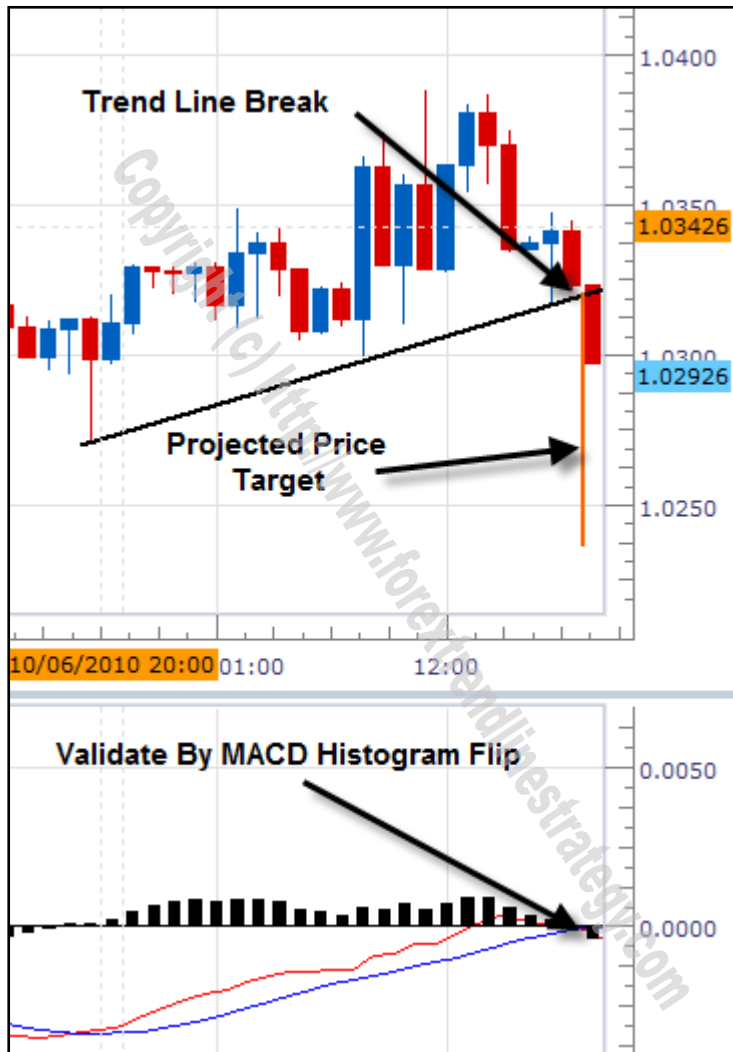 1.0400
Trend Line Break
1.0350
1.03426
1.0300
1.02926
Projected Price
Target
1.0250
10/06/2010 20:00
01:00
12:00
Validate By MACD Histogram Flip
0.0050
0.0000
Copyright (c) http://www.forextrendlinestrategy.com